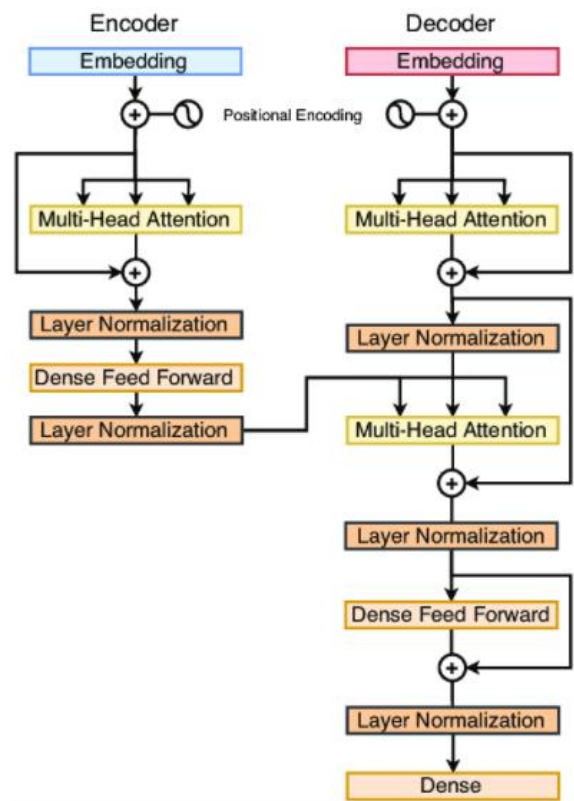 Encoder
Decoder
Embedding
Embedding
Positional Encoding
Multi-Head Attention
Multi-Head Attention
Layer Normalization
Layer Normalization
Dense Feed Forward
Layer Normalization
Multi-Head Attention
Layer Normalization
Dense Feed Forward
Layer Normalization
Dense